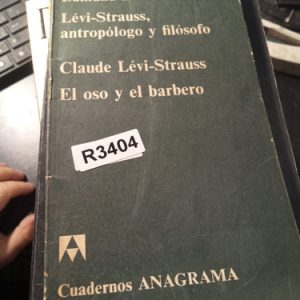 Lévi-Strauss,
antropólogo y filósofo
Claude Lévi-Strauss
El oso y el barbero
R3404
Cuadernos ANAGRAMA